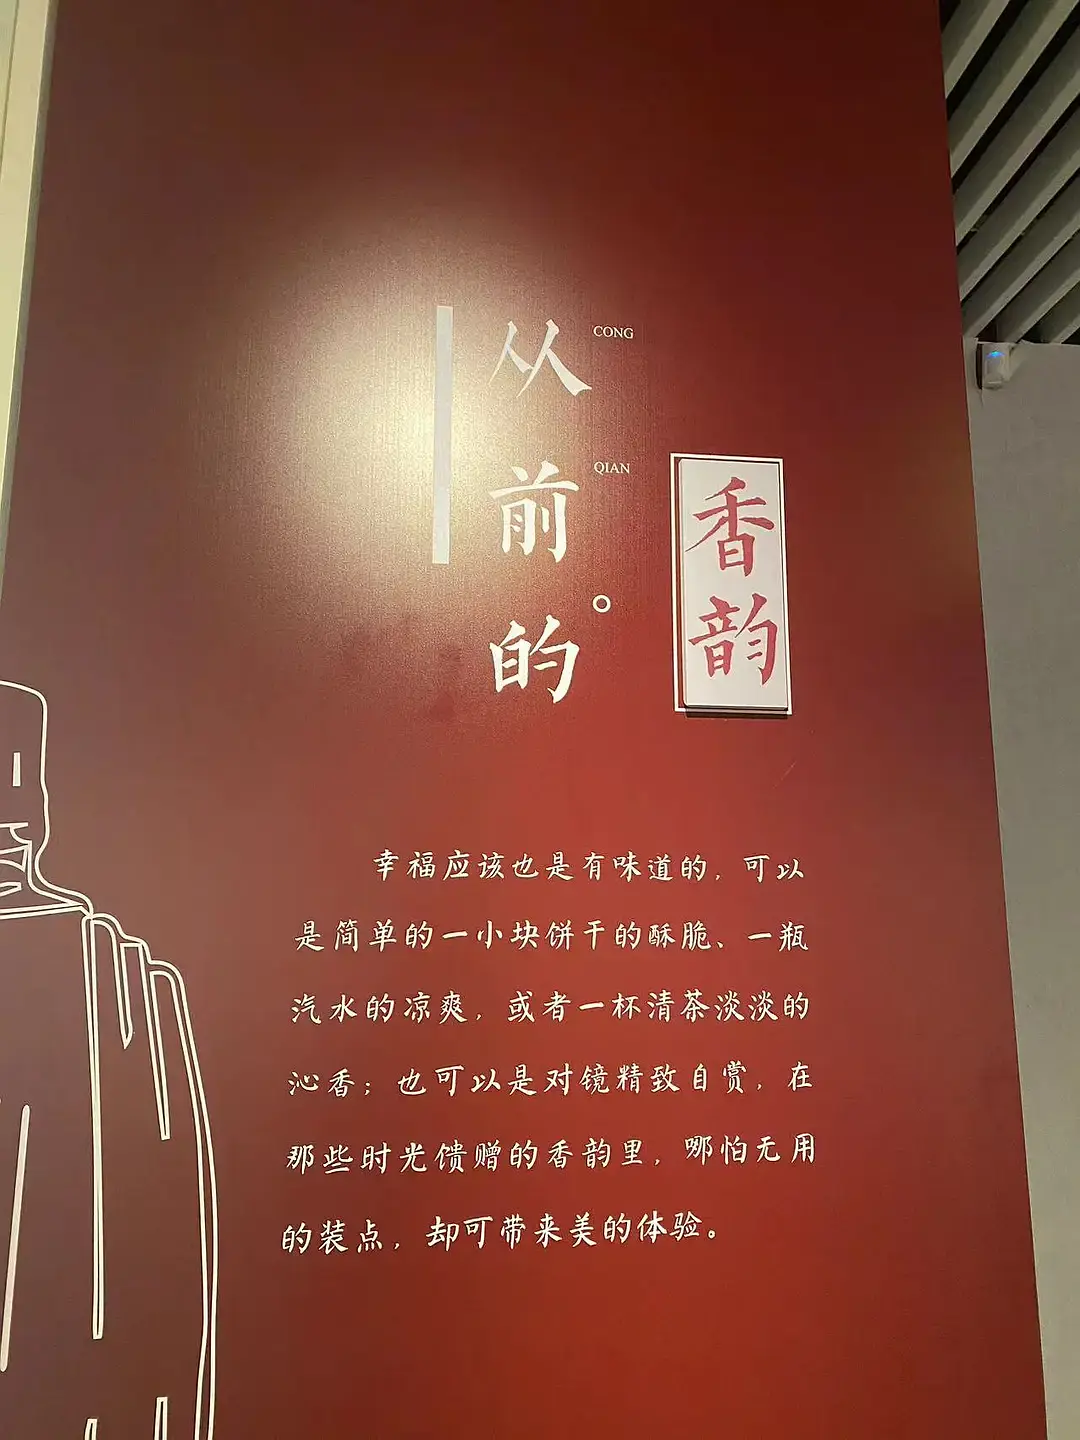 从前的
CONG
QIAN
香韵
幸福应该也是有味道的，可以
是简单的一小块饼干的酥脆、一瓶
汽水的凉爽，或者一杯清茶淡淡的
沁香；也可以是对镜精致自赏，在
那些时光馈赠的香韵里，哪怕无用
的装点，却可带来美的体验。